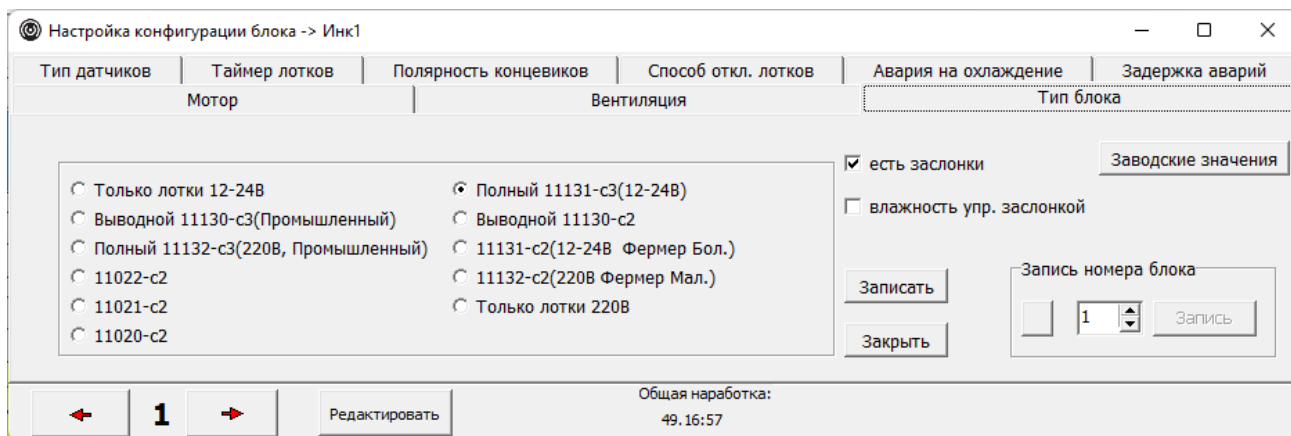 Настройка конфигурации блока -> Инк1
Тип датчиков
Таймер лотков
Полярность концевиков
Способ откл. лотков
Авария на охлаждение
Задержка аварий
Мотор
Вентиляция
Тип блока
Только лотки 12-24В
Выводной 11130-с3(Промышленный)
Полный 11132-с3(220В, Промышленный)
11022-с2
11021-с2
11020-с2
Полный 11131-с3(12-24В)
Выводной 11130-с2
11131-с2(12-24В Фермер Бол.)
11132-с2(220В Фермер Мал.)
Только лотки 220В
есть заслонки
влажность упр. заслонкой
Заводские значения
Записать
Закрыть
Запись номера блока
1
Запись
1
Редактировать
Общая наработка:
49.16:57